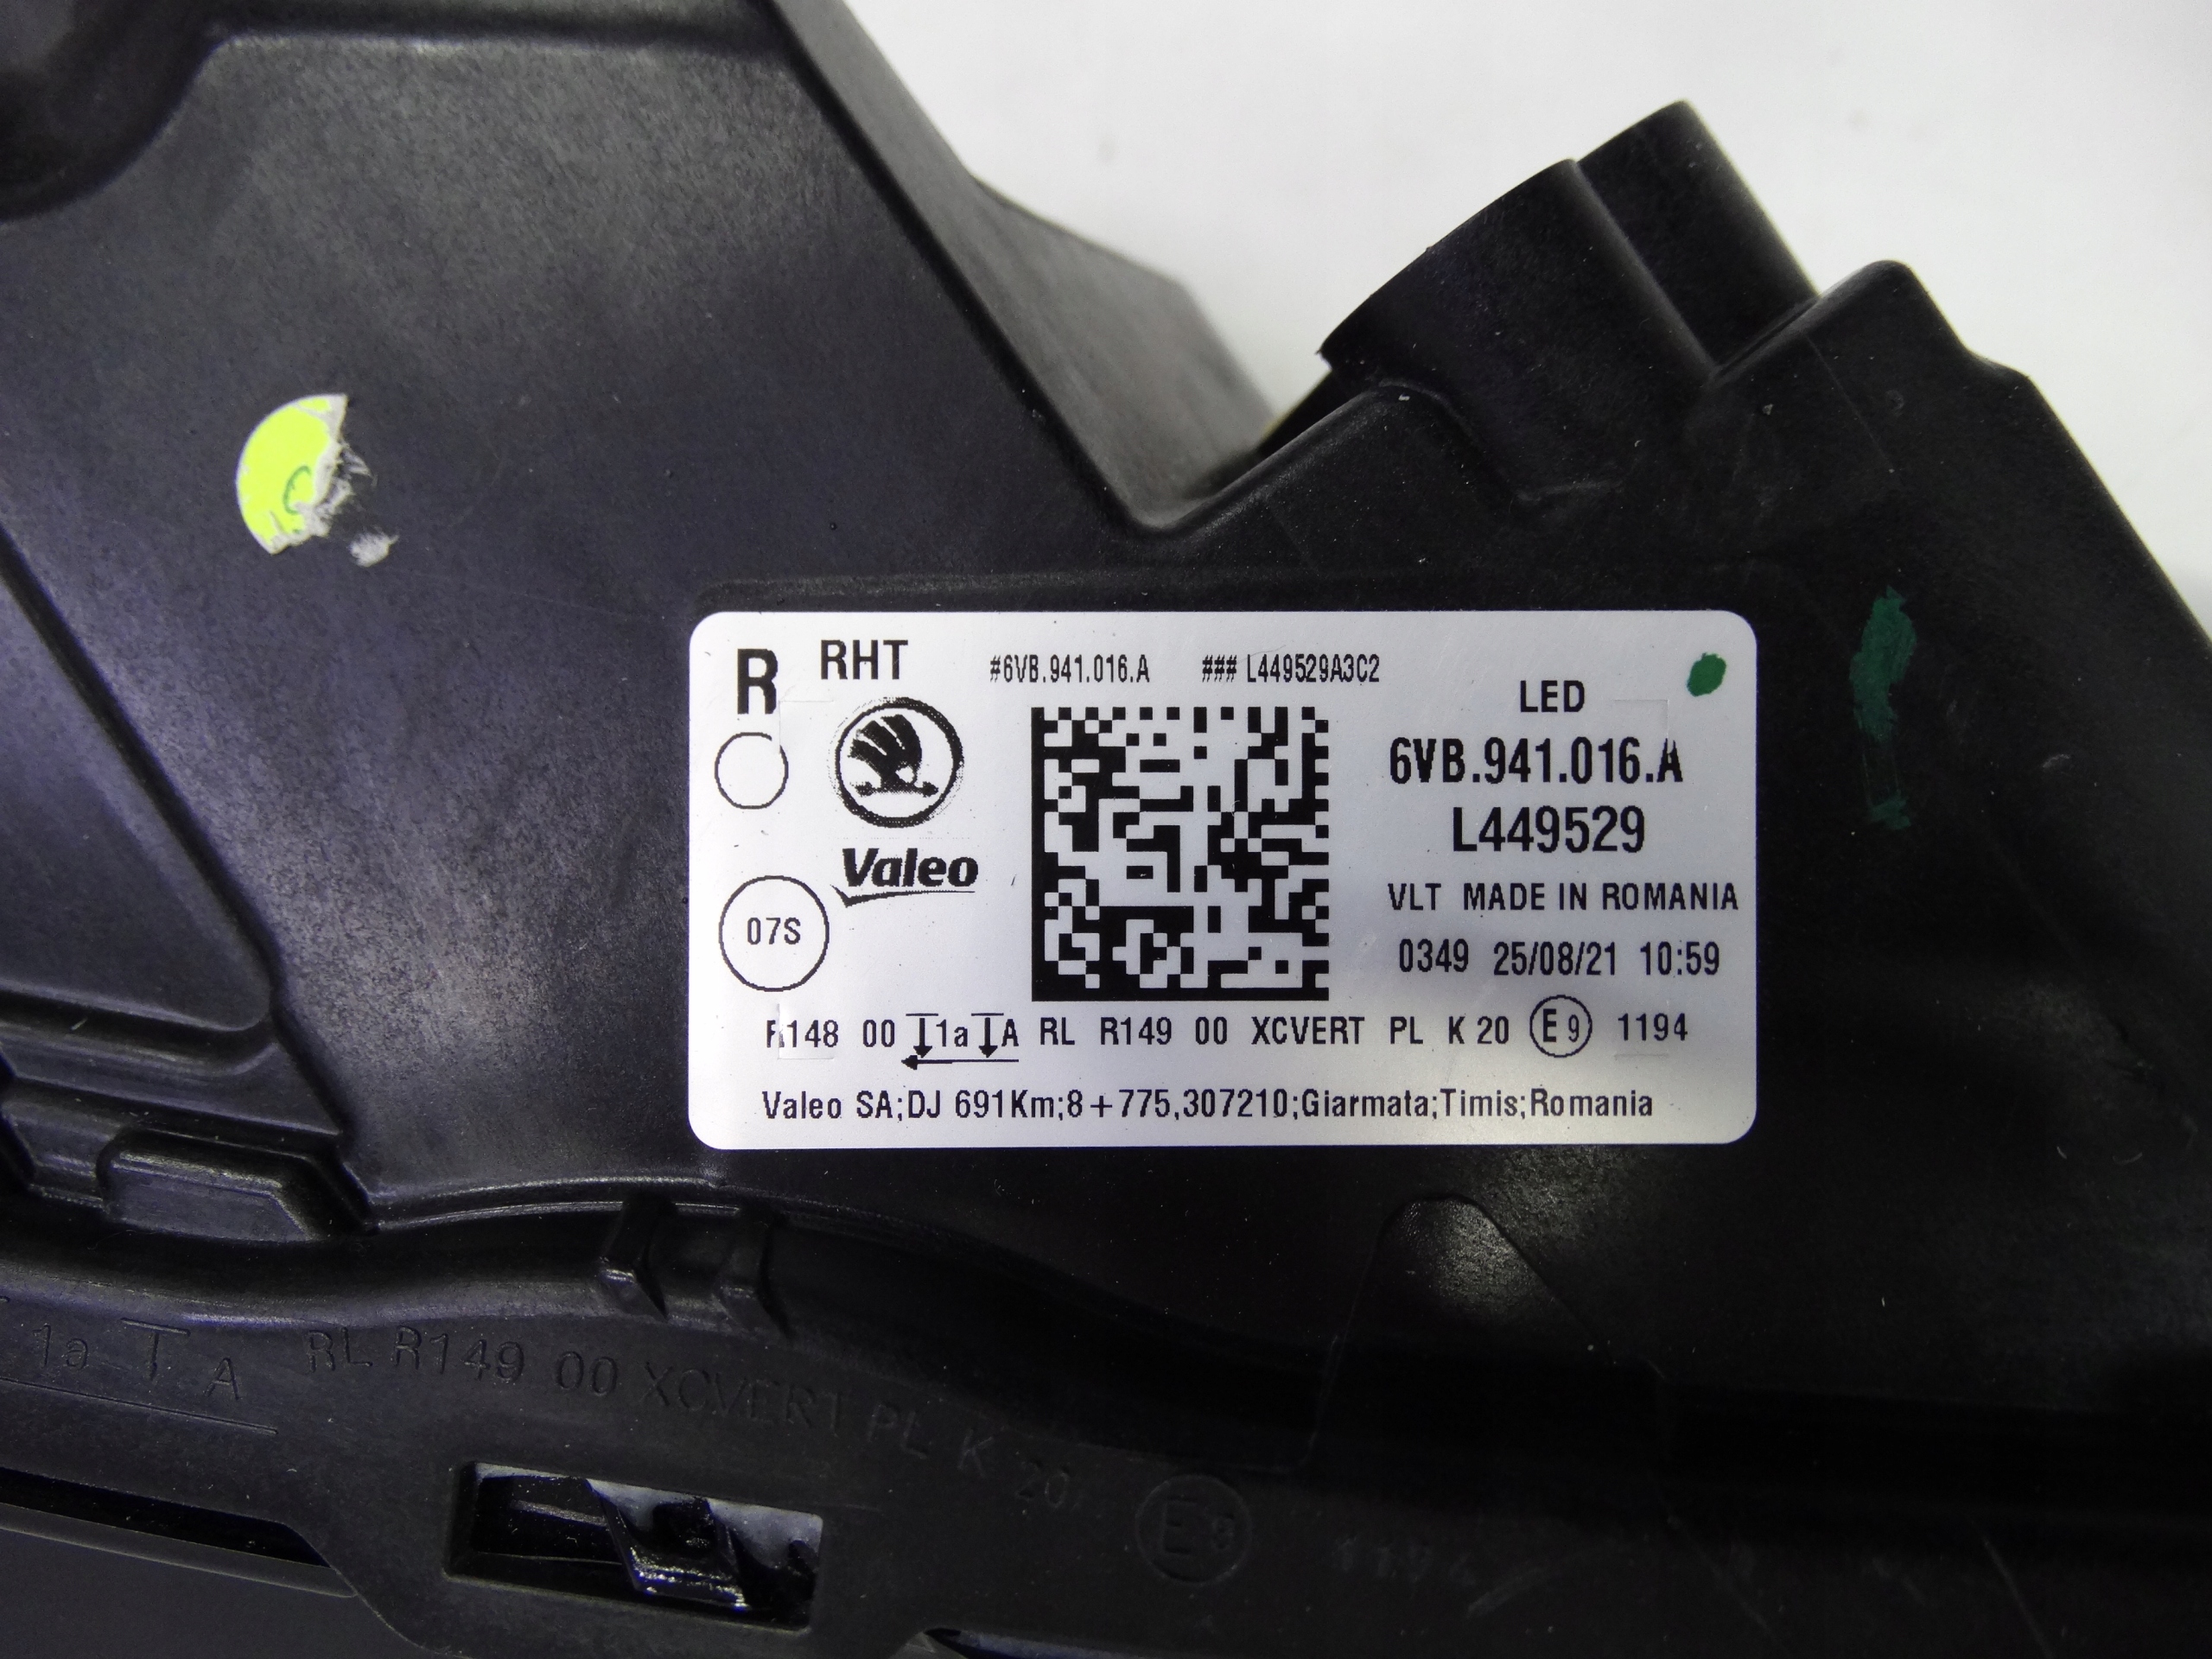 R RHT #6VB.941.016.A ### L449529A3C2
LED
6VB.941.016.A
L449529
Valeo
VLT MADE IN ROMANIA
07S
0349 25/08/21 10:59
R148 00 1a A RL R149 00 XCVERT PL K 20 E9 1194
Valeo SA;DJ 691Km;8+775,307210;Giarmata;Timis;Romania
1a T A RL R149 00 XCVERT PL K 20 E9